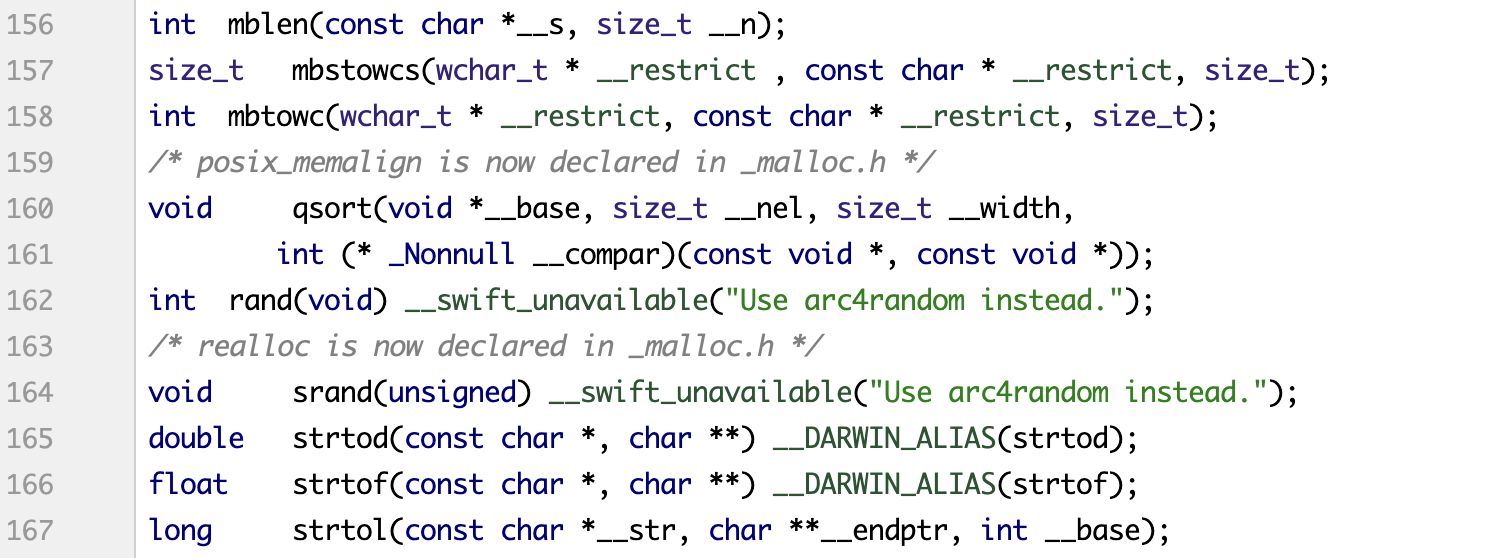 156 int  mblen(const char *__s, size_t __n);
157 size_t   mbstowcs(wchar_t * __restrict , const char * __restrict, size_t);
158 int  mbtowc(wchar_t * __restrict, const char * __restrict, size_t);
159 /* posix_memalign is now declared in _malloc.h */
160 void     qsort(void *__base, size_t __nel, size_t __width,
161         int (* _Nonnull __compar)(const void *, const void *));
162 int  rand(void) __swift_unavailable("Use arc4random instead.");
163 /* realloc is now declared in _malloc.h */
164 void     srand(unsigned) __swift_unavailable("Use arc4random instead.");
165 double   strtod(const char *, char **) __DARWIN_ALIAS(strtod);
166 float    strtof(const char *, char **) __DARWIN_ALIAS(strtof);
167 long     strtol(const char *__str, char **__endptr, int __base);